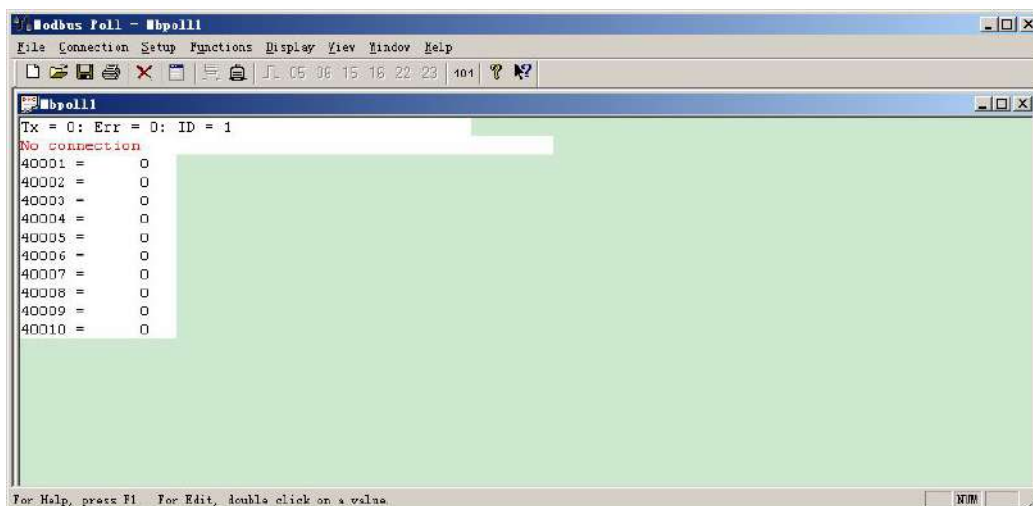 Modbus Poll - Mbpoll1
File Connection Setup Functions Display View Window Help
05 06 15 16 22 23 101
Mbpoll1
Tx = 0: Err = 0: ID = 1
No connection
40001 = 0
40002 = 0
40003 = 0
40004 = 0
40005 = 0
40006 = 0
40007 = 0
40008 = 0
40009 = 0
40010 = 0
For Help, press F1. For Edit, double click on a value.
NUM